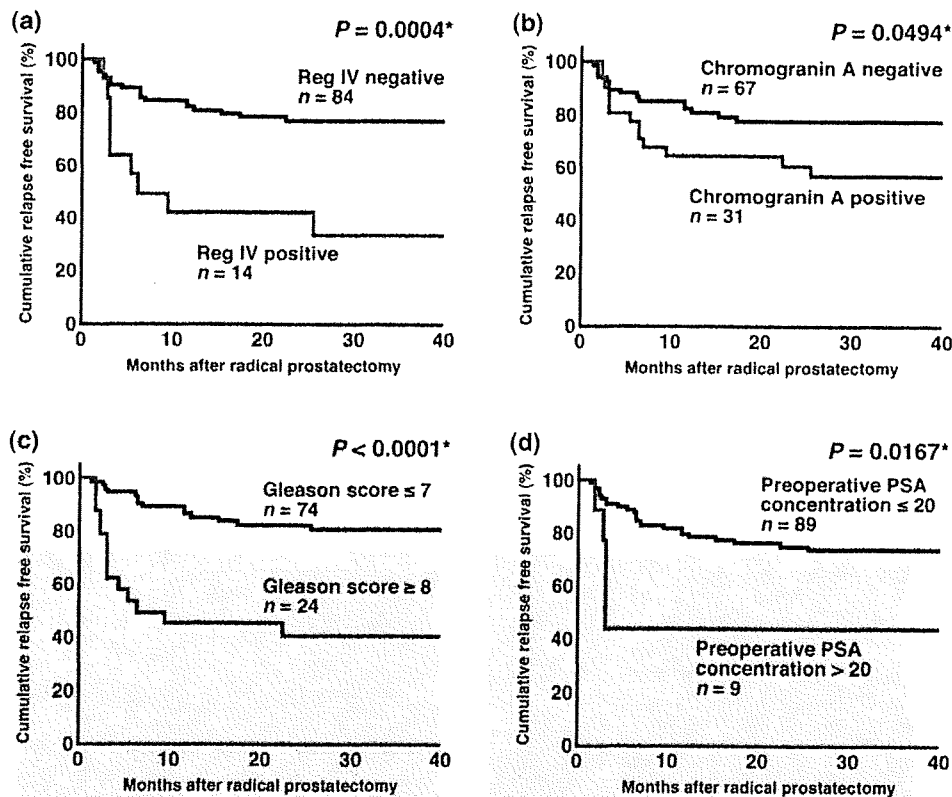 (a)
P = 0.0004*
Cumulative relapse free survival (%)
100
80
60
40
20
0
Reg IV negative
n = 84
Reg IV positive
n = 14
0 10 20 30 40
Months after radical prostatectomy
(b)
P = 0.0494*
Cumulative relapse free survival (%)
100
80
60
40
20
0
Chromogranin A negative
n = 67
Chromogranin A positive
n = 31
0 10 20 30 40
Months after radical prostatectomy
(c)
P < 0.0001*
Cumulative relapse free survival (%)
100
80
60
40
20
0
Gleason score ≤ 7
n = 74
Gleason score ≥ 8
n = 24
0 10 20 30 40
Months after radical prostatectomy
(d)
P = 0.0167*
Cumulative relapse free survival (%)
100
80
60
40
20
0
Preoperative PSA
concentration ≤ 20
n = 89
Preoperative PSA
concentration > 20
n = 9
0 10 20 30 40
Months after radical prostatectomy